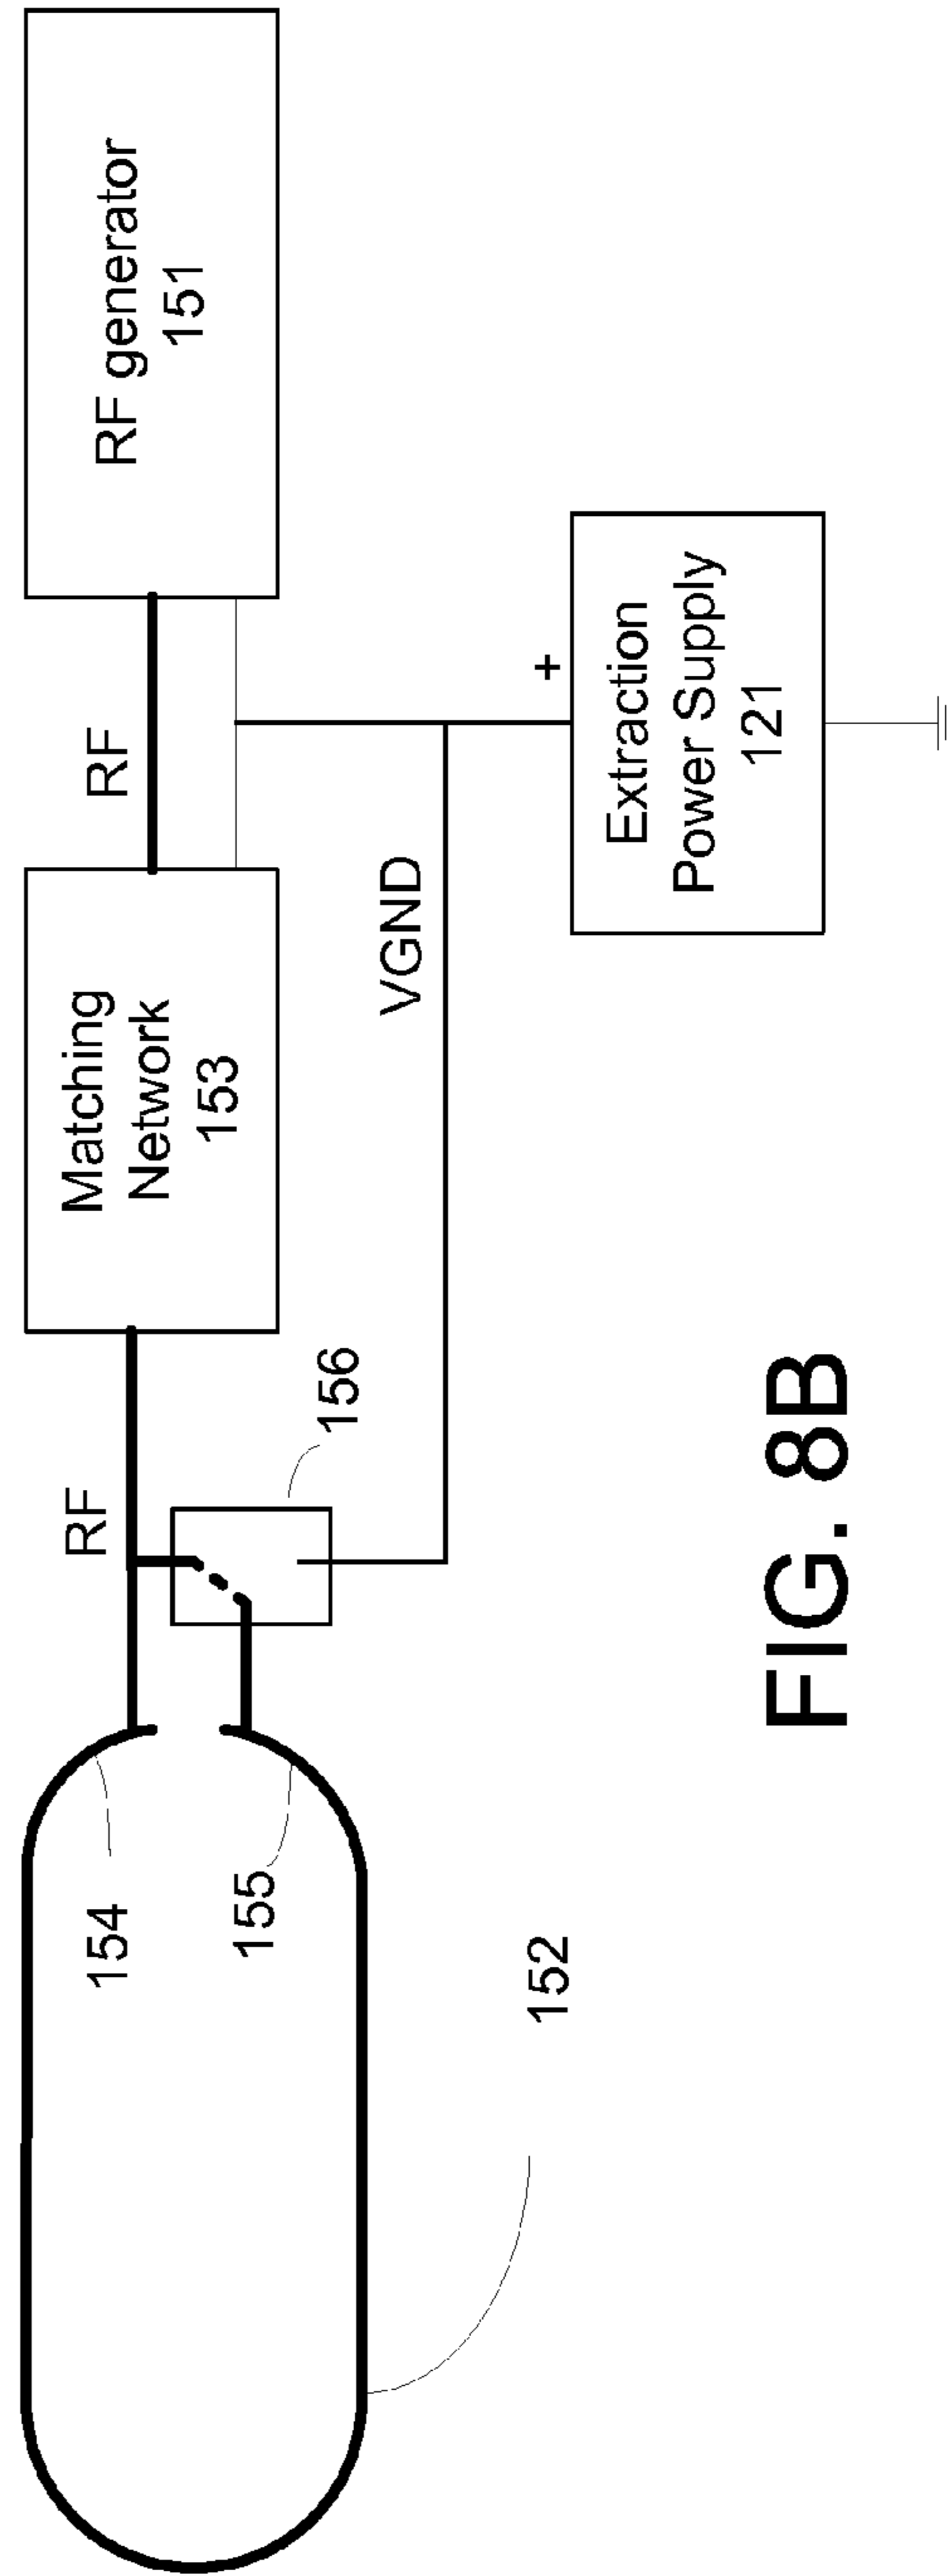 RF generator
151
RF
Matching
Network
153
RF
156
VGND
+
Extraction
Power Supply
121
154
155
152
FIG. 8B